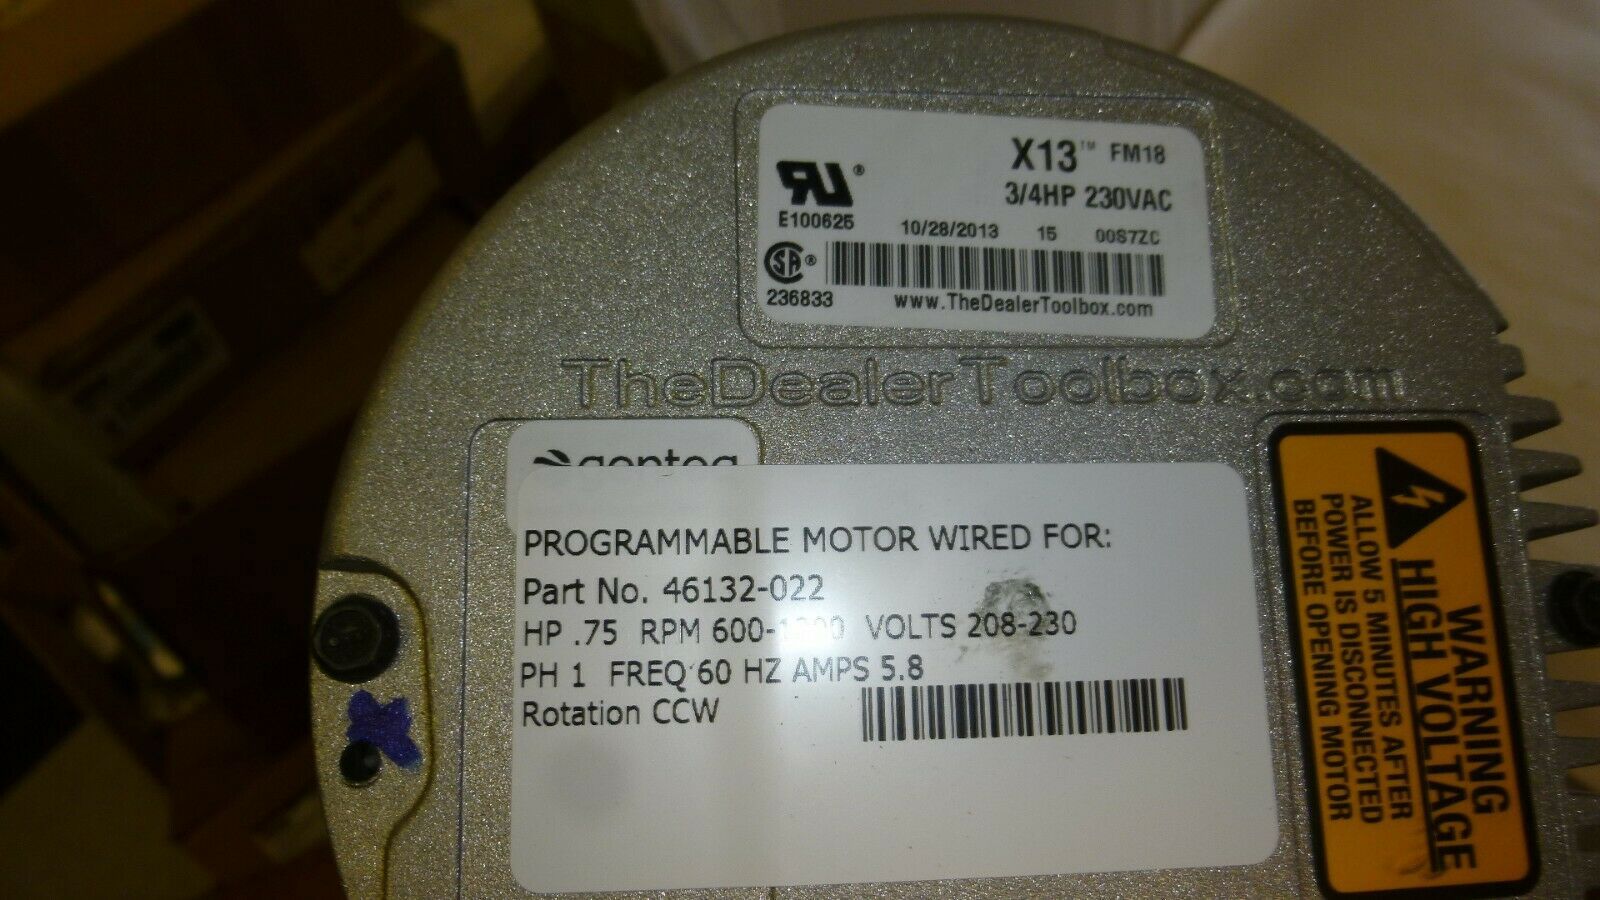 X13™ FM18
3/4HP 230VAC
E100625
10/28/2013 15 00S7ZC
236833
www.TheDealerToolbox.com
TheDealerToolbox.com
PROGRAMMABLE MOTOR WIRED FOR:
Part No. 46132-022
HP .75 RPM 600- VOLTS 208-230
PH 1 FREQ 60 HZ AMPS 5.8
Rotation CCW
WARNING
HIGH VOLTAGE
ALLOW 5 MINUTES AFTER
POWER IS DISCONNECTED
BEFORE OPENING MOTOR